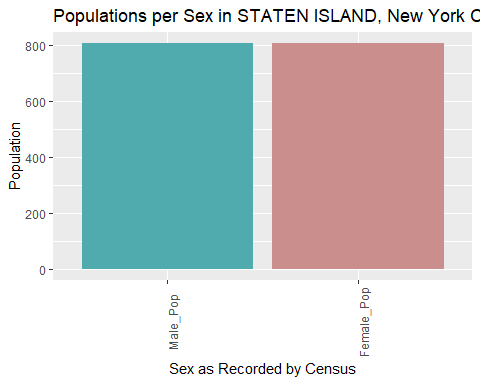 Populations per Sex in STATEN ISLAND, New York C
800
600
400
200
0
Population
Male_Pop
Female_Pop
Sex as Recorded by Census